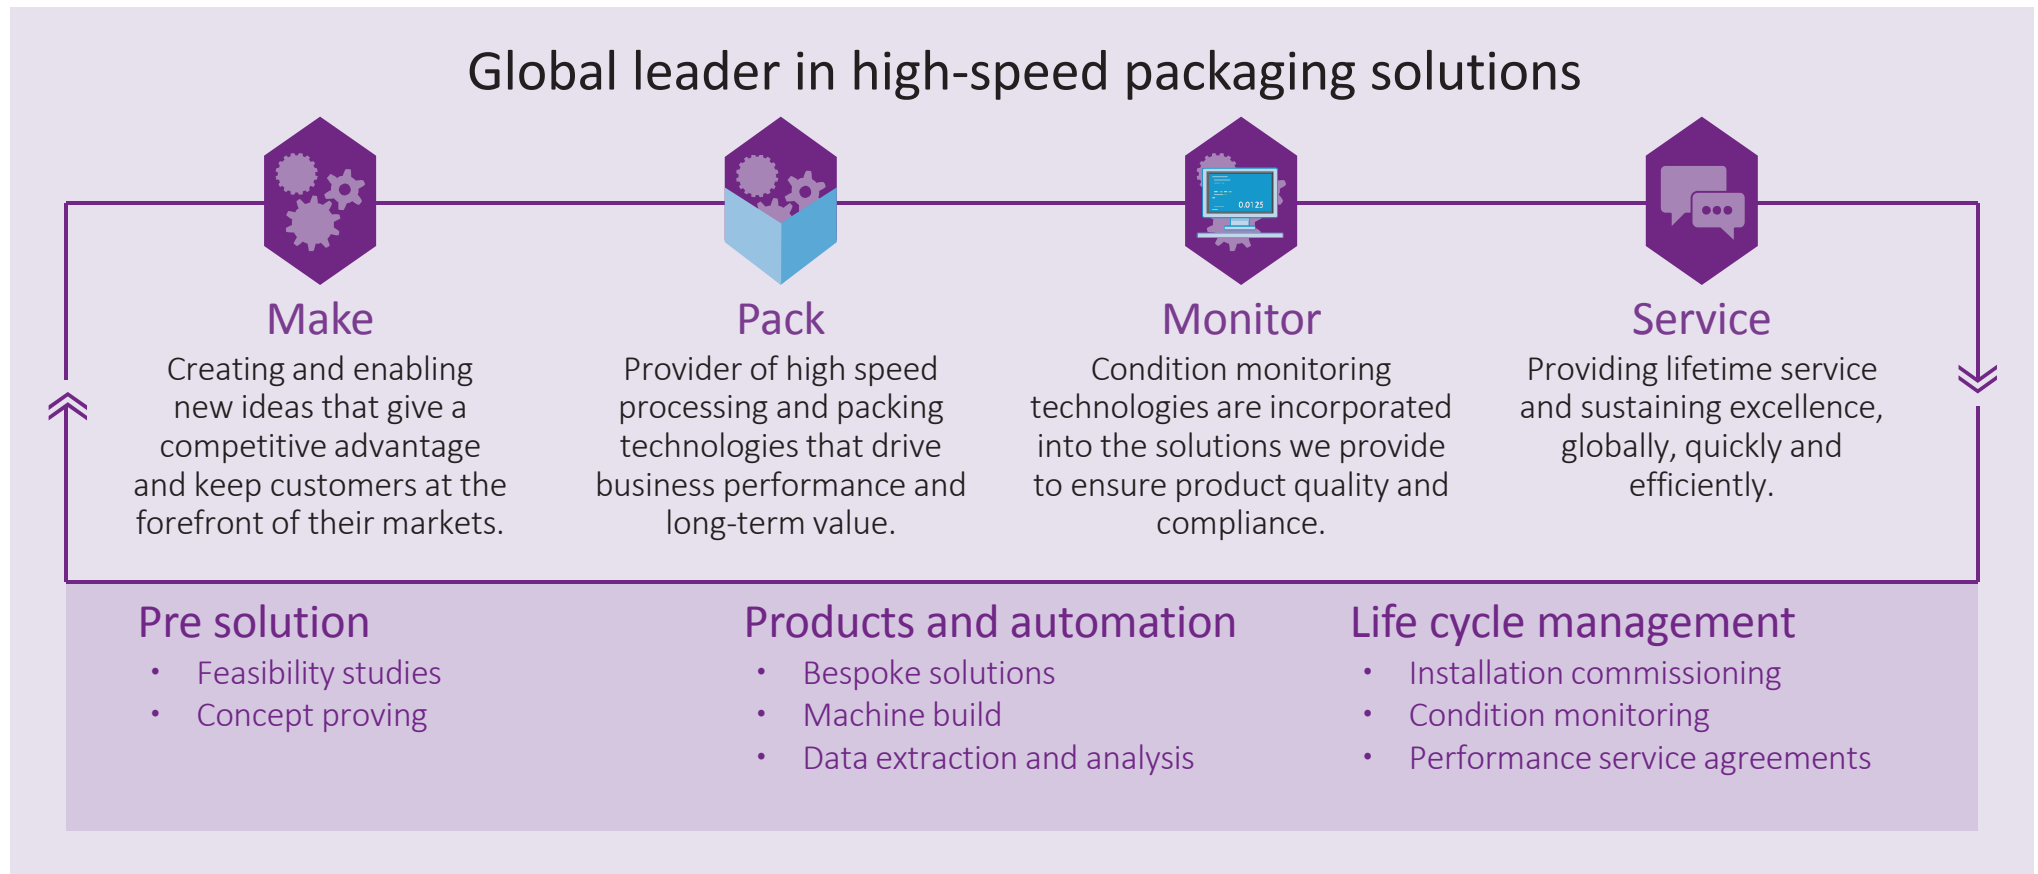 Global leader in high-speed packaging solutions
0.0125
Make
Creating and enabling
new ideas that give a
competitive advantage
and keep customers at the
forefront of their markets.
Pack
Provider of high speed
processing and packing
technologies that drive
business performance and
long-term value.
Monitor
Condition monitoring
technologies are incorporated
into the solutions we provide
to ensure product quality and
compliance.
Service
Providing lifetime service
and sustaining excellence,
globally, quickly and
efficiently.
Pre solution
• Feasibility studies
• Concept proving
Products and automation
• Bespoke solutions
• Machine build
• Data extraction and analysis
Life cycle management
• Installation commissioning
• Condition monitoring
• Performance service agreements